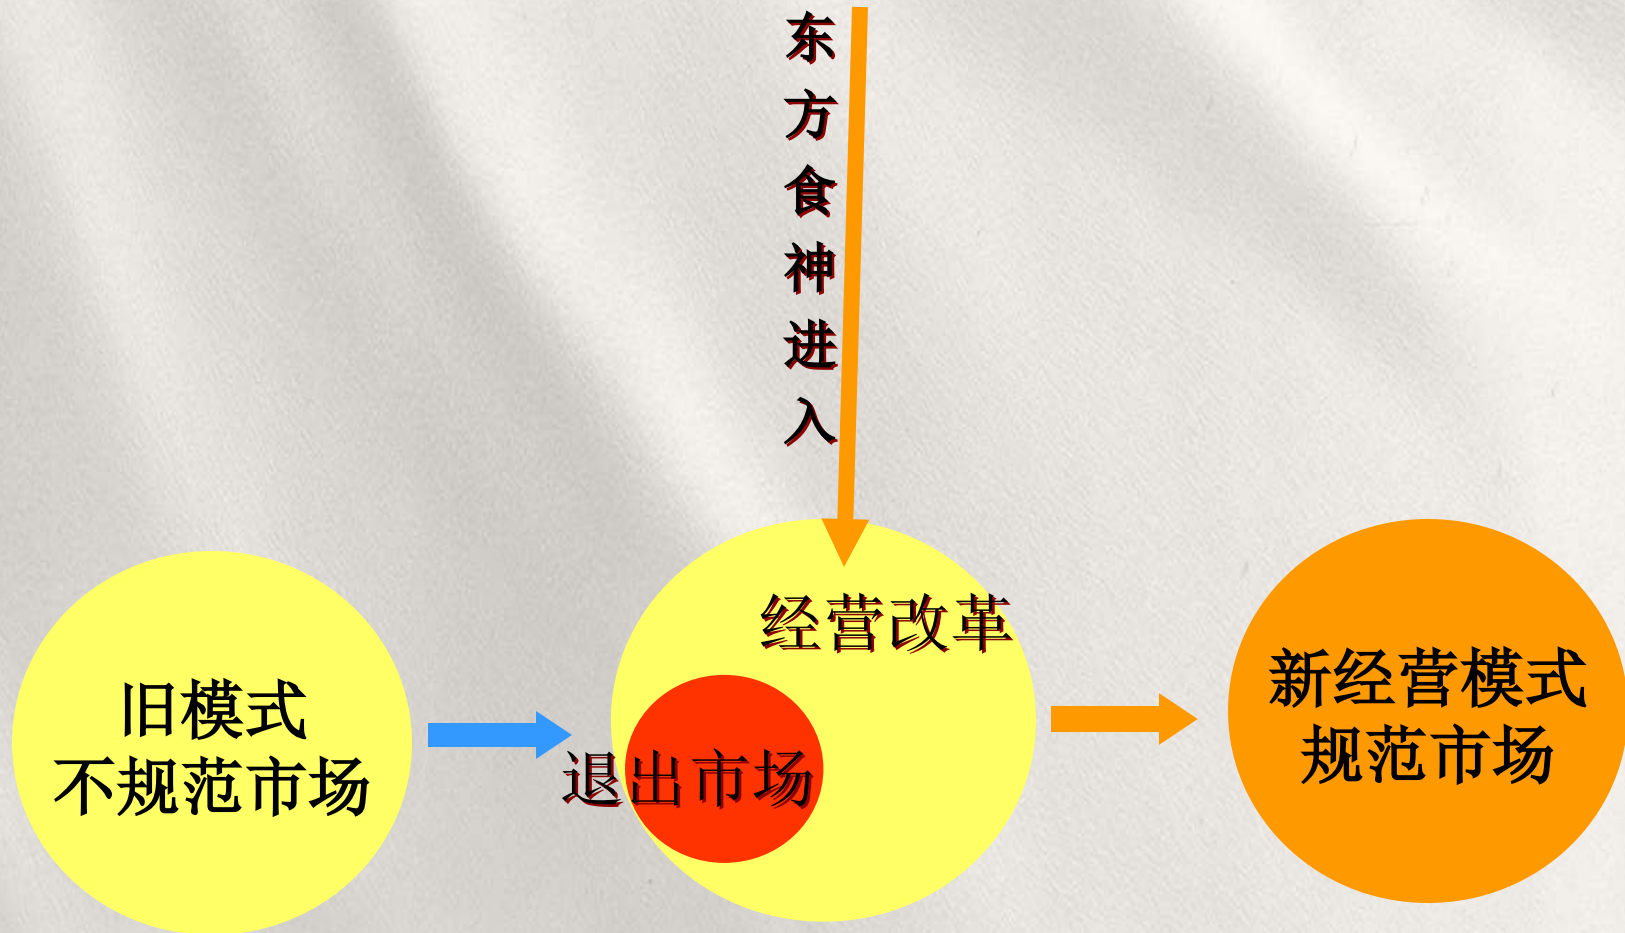 东方食神进入
经营改革
退出市场
旧模式
不规范市场
新经营模式
规范市场